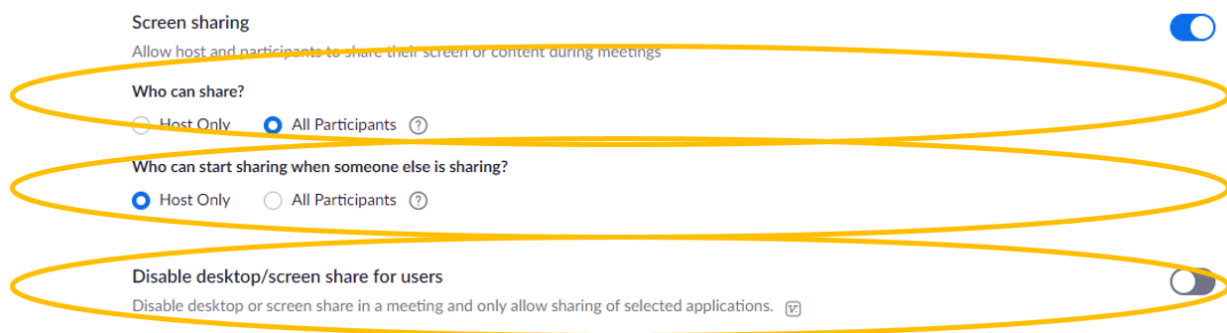 Screen sharing
Allow host and participants to share their screen or content during meetings
Who can share?
Host Only All Participants ?
Who can start sharing when someone else is sharing?
Host Only All Participants ?
Disable desktop/screen share for users
Disable desktop or screen share in a meeting and only allow sharing of selected applications.